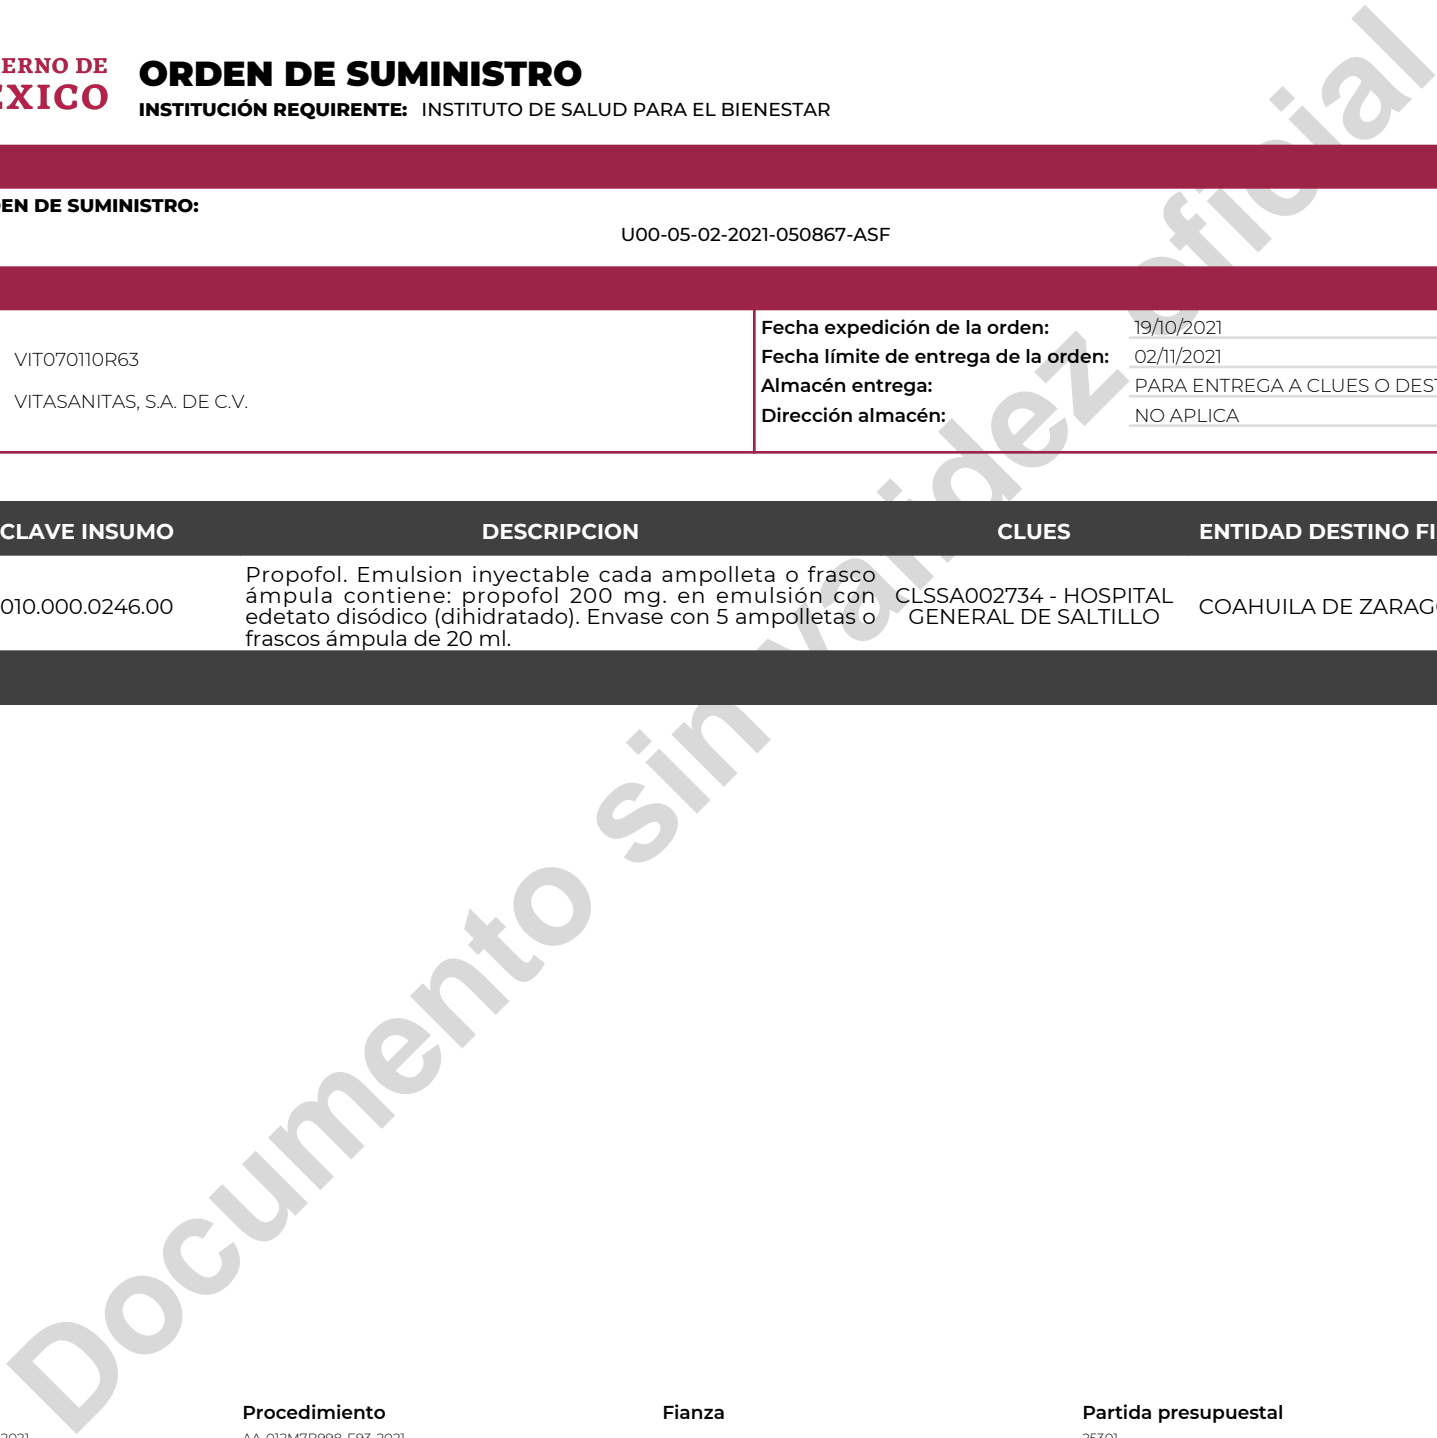 ERNO DE
EXICO
ORDEN DE SUMINISTRO
INSTITUCIÓN REQUIRENTE: INSTITUTO DE SALUD PARA EL BIENESTAR
EN DE SUMINISTRO:
U00-05-02-2021-050867-ASF
VIT070110R63
VITASANITAS, S.A. DE C.V.
Fecha expedición de la orden: 19/10/2021
Fecha límite de entrega de la orden: 02/11/2021
Almacén entrega: PARA ENTREGA A CLUES O DEST
Dirección almacén: NO APLICA
CLAVE INSUMO DESCRIPCION CLUES ENTIDAD DESTINO FI
010.000.0246.00
Propofol. Emulsion inyectable cada ampolleta o frasco
ámpula contiene: propofol 200 mg. en emulsión con
edetato disódico (dihidratado). Envase con 5 ampolletas o
frascos ámpula de 20 ml.
CLSSA002734 - HOSPITAL
GENERAL DE SALTILLO
COAHUILA DE ZARAG
Documento sin validez oficial
Procedimiento Fianza Partida presupuestal